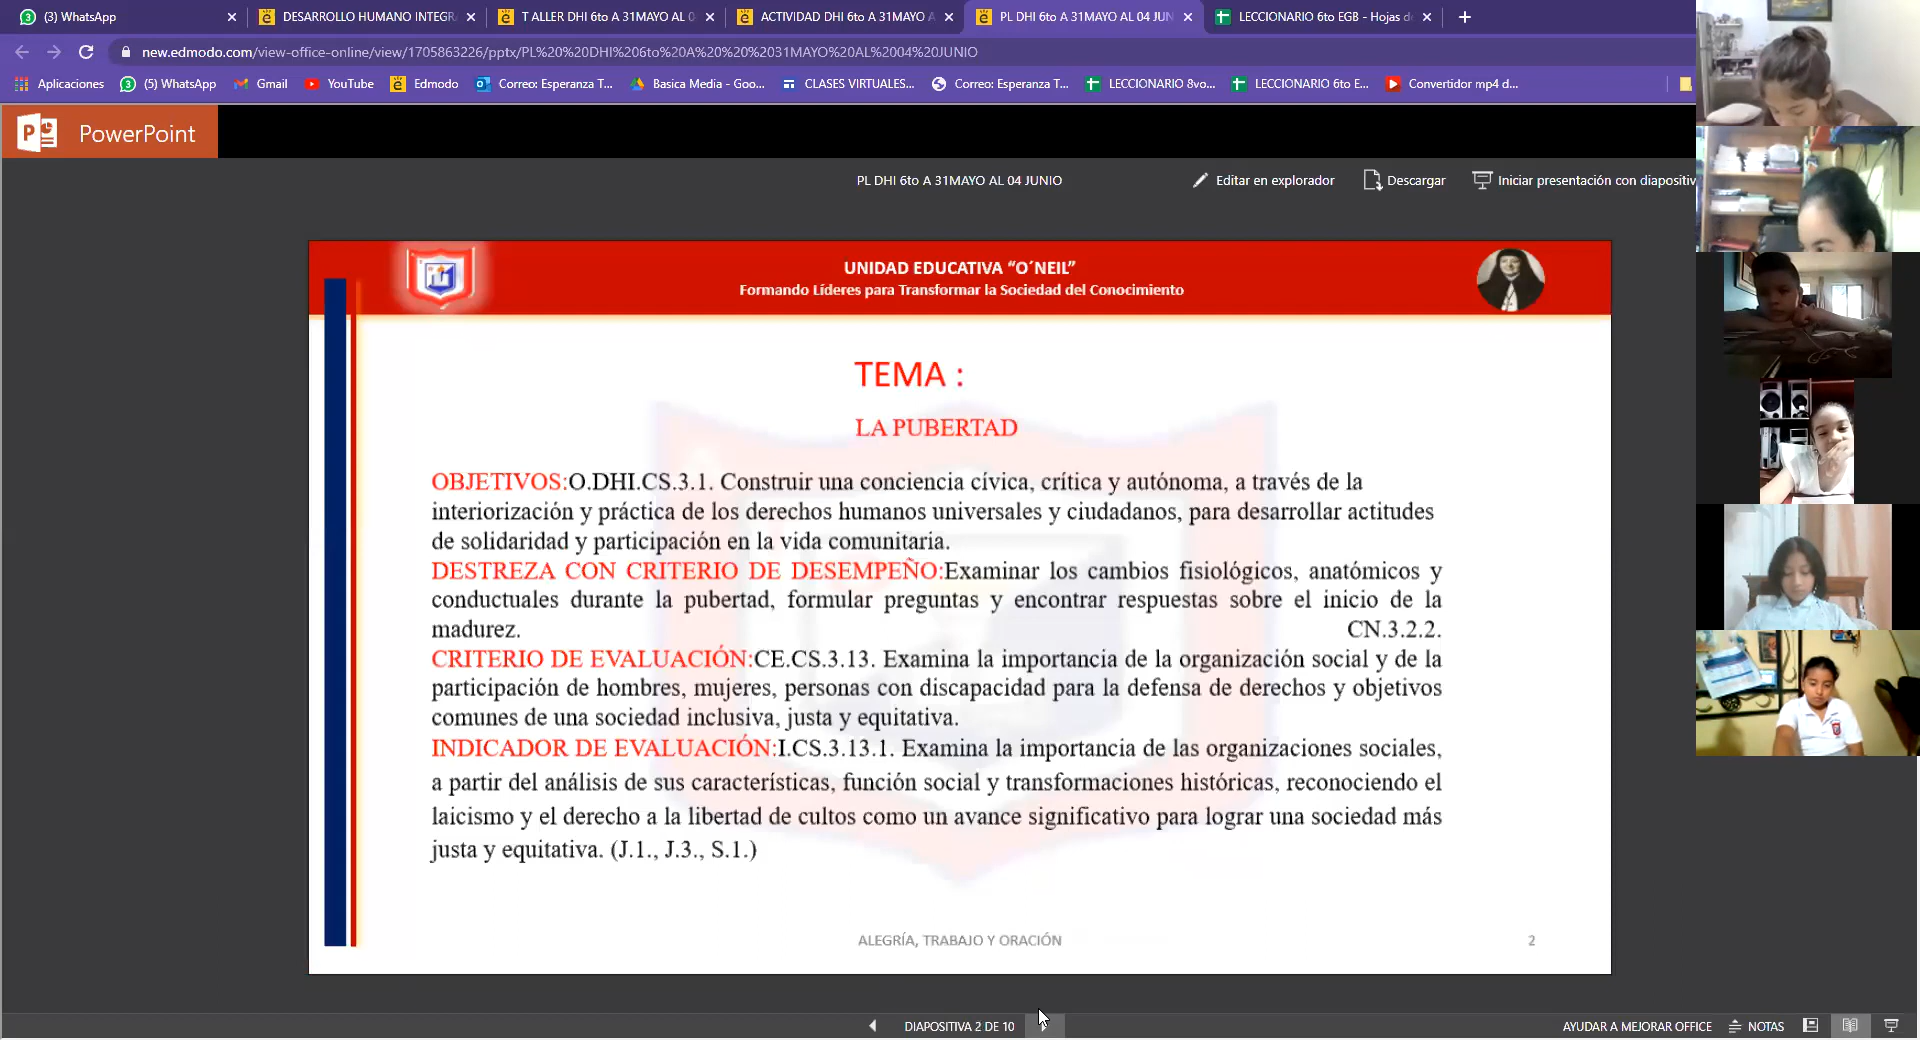 (3) WhatsApp
DESARROLLO HUMANO INTEGR
T ALLER DHI 6to A 31MAYO AL 0
ACTIVIDAD DHI 6to A 31MAYO A
PL DHI 6to A 31MAYO AL 04 JUN
LECCIONARIO 6to EGB - Hojas d
new.edmodo.com/view-office-online/view/1705863226/pptx/PL%20%20DHI%206to%20A%20%20%2031MAYO%20AL%2004%20JUNIO
Aplicaciones
(5) WhatsApp
Gmail
YouTube
Edmodo
Correo: Esperanza T...
Basica Media - Goo...
CLASES VIRTUALES...
Correo: Esperanza T...
LECCIONARIO 8vo...
LECCIONARIO 6to E...
Convertidor mp4 d...
PowerPoint
PL DHI 6to A 31MAYO AL 04 JUNIO
Editar en explorador
Descargar
Iniciar presentación con diapositiv
UNIDAD EDUCATIVA “O´NEIL”
Formando Líderes para Transformar la Sociedad del Conocimiento
TEMA :
LA PUBERTAD
OBJETIVOS:O.DHI.CS.3.1. Construir una conciencia cívica, crítica y autónoma, a través de la
interiorización y práctica de los derechos humanos universales y ciudadanos, para desarrollar actitudes
de solidaridad y participación en la vida comunitaria.
DESTREZA CON CRITERIO DE DESEMPEÑO:Examinar los cambios fisiológicos, anatómicos y
conductuales durante la pubertad, formular preguntas y encontrar respuestas sobre el inicio de la
madurez. CN.3.2.2.
CRITERIO DE EVALUACIÓN:CE.CS.3.13. Examina la importancia de la organización social y de la
participación de hombres, mujeres, personas con discapacidad para la defensa de derechos y objetivos
comunes de una sociedad inclusiva, justa y equitativa.
INDICADOR DE EVALUACIÓN:I.CS.3.13.1. Examina la importancia de las organizaciones sociales,
a partir del análisis de sus características, función social y transformaciones históricas, reconociendo el
laicismo y el derecho a la libertad de cultos como un avance significativo para lograr una sociedad más
justa y equitativa. (J.1., J.3., S.1.)
ALEGRÍA, TRABAJO Y ORACIÓN
2
DIAPOSITIVA 2 DE 10
AYUDAR A MEJORAR OFFICE
NOTAS